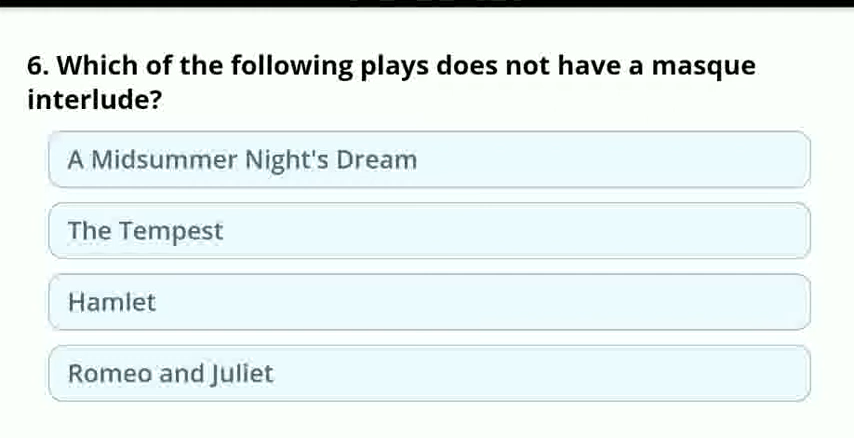 6. Which of the following plays does not have a masque
interlude?
A Midsummer Night's Dream
The Tempest
Hamlet
Romeo and Juliet